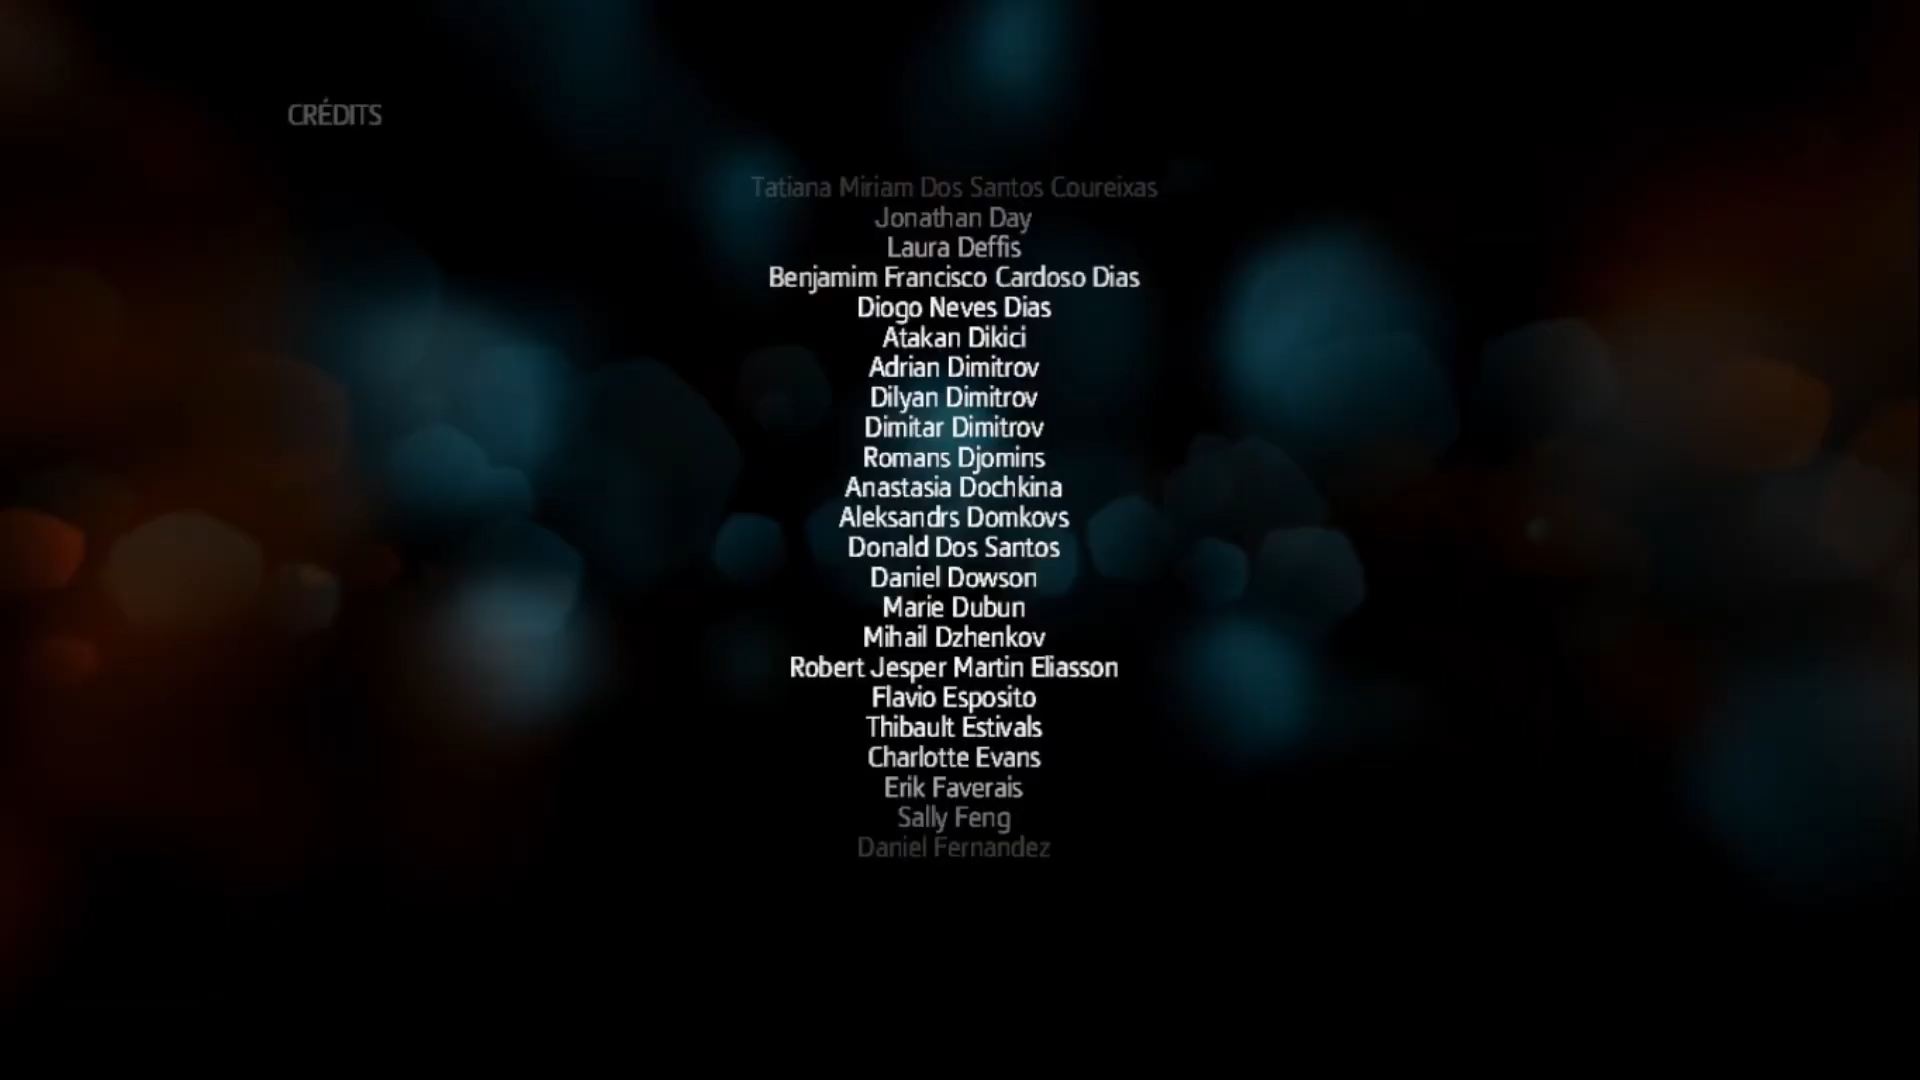 CRÉDITS
Tatiana Miriam Dos Santos Coureixas
Jonathan Day
Laura Deffis
Benjamim Francisco Cardoso Dias
Diogo Neves Dias
Atakan Dikici
Adrian Dimitrov
Dilyan Dimitrov
Dimitar Dimitrov
Romans Djomins
Anastasia Dochkina
Aleksandrs Domkovs
Donald Dos Santos
Daniel Dowson
Marie Dubun
Mihail Dzhenkov
Robert Jesper Martin Eliasson
Flavio Esposito
Thibault Estivals
Charlotte Evans
Erik Faverais
Sally Feng
Daniel Fernandez